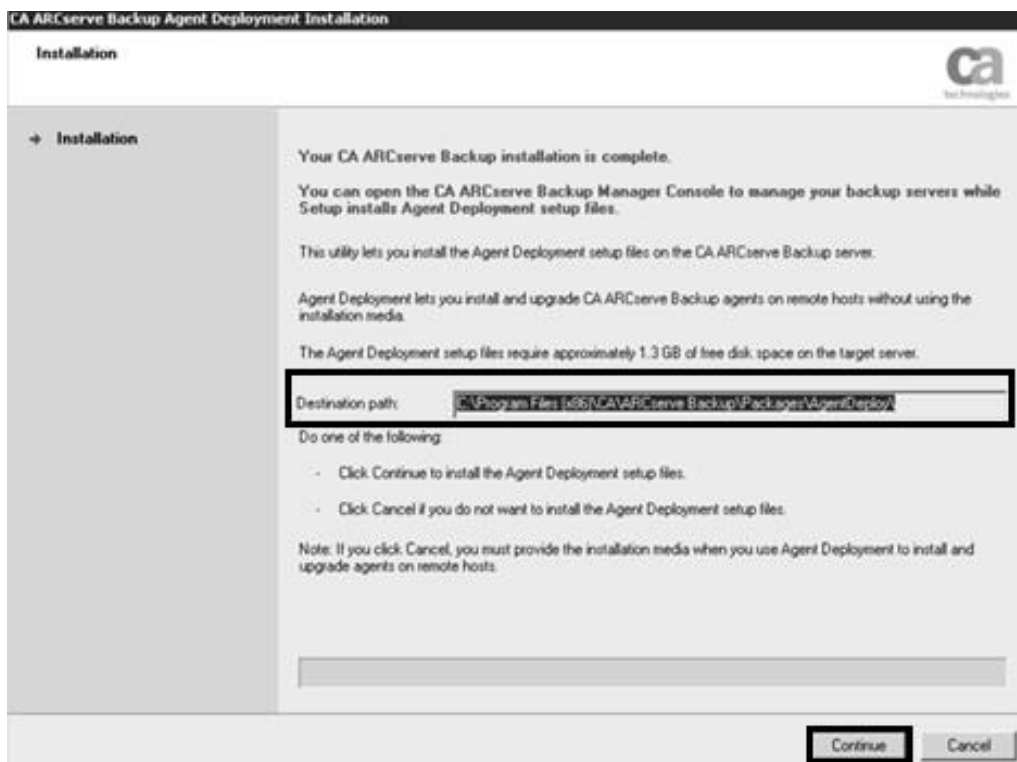 CA ARCserve Backup Agent Deployment Installation
Installation
ca
technologies
Installation
Your CA ARCserve Backup installation is complete.
You can open the CA ARCserve Backup Manager Console to manage your backup servers while
Setup installs Agent Deployment setup files.
This utility lets you install the Agent Deployment setup files on the CA ARCserve Backup server.
Agent Deployment lets you install and upgrade CA ARCserve Backup agents on remote hosts without using the
installation media.
The Agent Deployment setup files require approximately 1.3 GB of free disk space on the target server.
Destination path: C:\Program Files (x86)\CA\ARCserve Backup\Packages\AgentDeploy\
Do one of the following:
- Click Continue to install the Agent Deployment setup files.
- Click Cancel if you do not want to install the Agent Deployment setup files.
Note: If you click Cancel, you must provide the installation media when you use Agent Deployment to install and
upgrade agents on remote hosts.
Continue Cancel